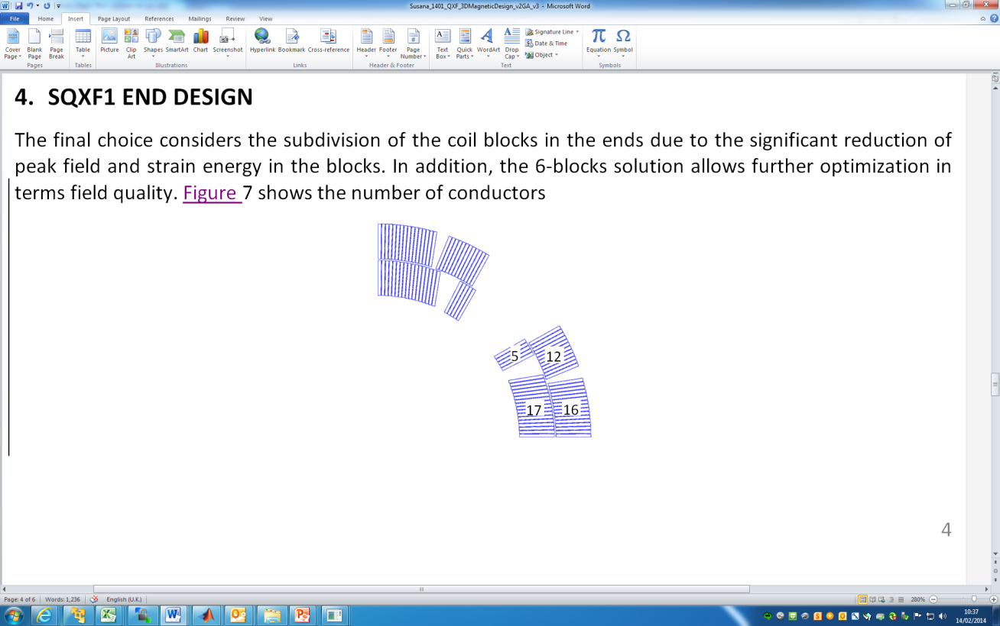 Susana_1401_QXF_3DMagneticDesign_v2GA_v3 - Microsoft Word
File Home Insert Page Layout References Mailings Review View
Cover Page Blank Page Page Break Table Picture Clip Art Shapes SmartArt Chart Screenshot Hyperlink Bookmark Cross-reference Header Footer Page Number Text Box Quick Parts WordArt Drop Cap Signature Line Date & Time Object Equation Symbol
Pages Tables Illustrations Links Header & Footer Text Symbols
4. SQXF1 END DESIGN
The final choice considers the subdivision of the coil blocks in the ends due to the significant reduction of
peak field and strain energy in the blocks. In addition, the 6-blocks solution allows further optimization in
terms field quality. Figure 7 shows the number of conductors
5 12
17 16
4
Page: 4 of 6 Words: 1,236 English (U.K.) 280%
10:37
14/02/2014